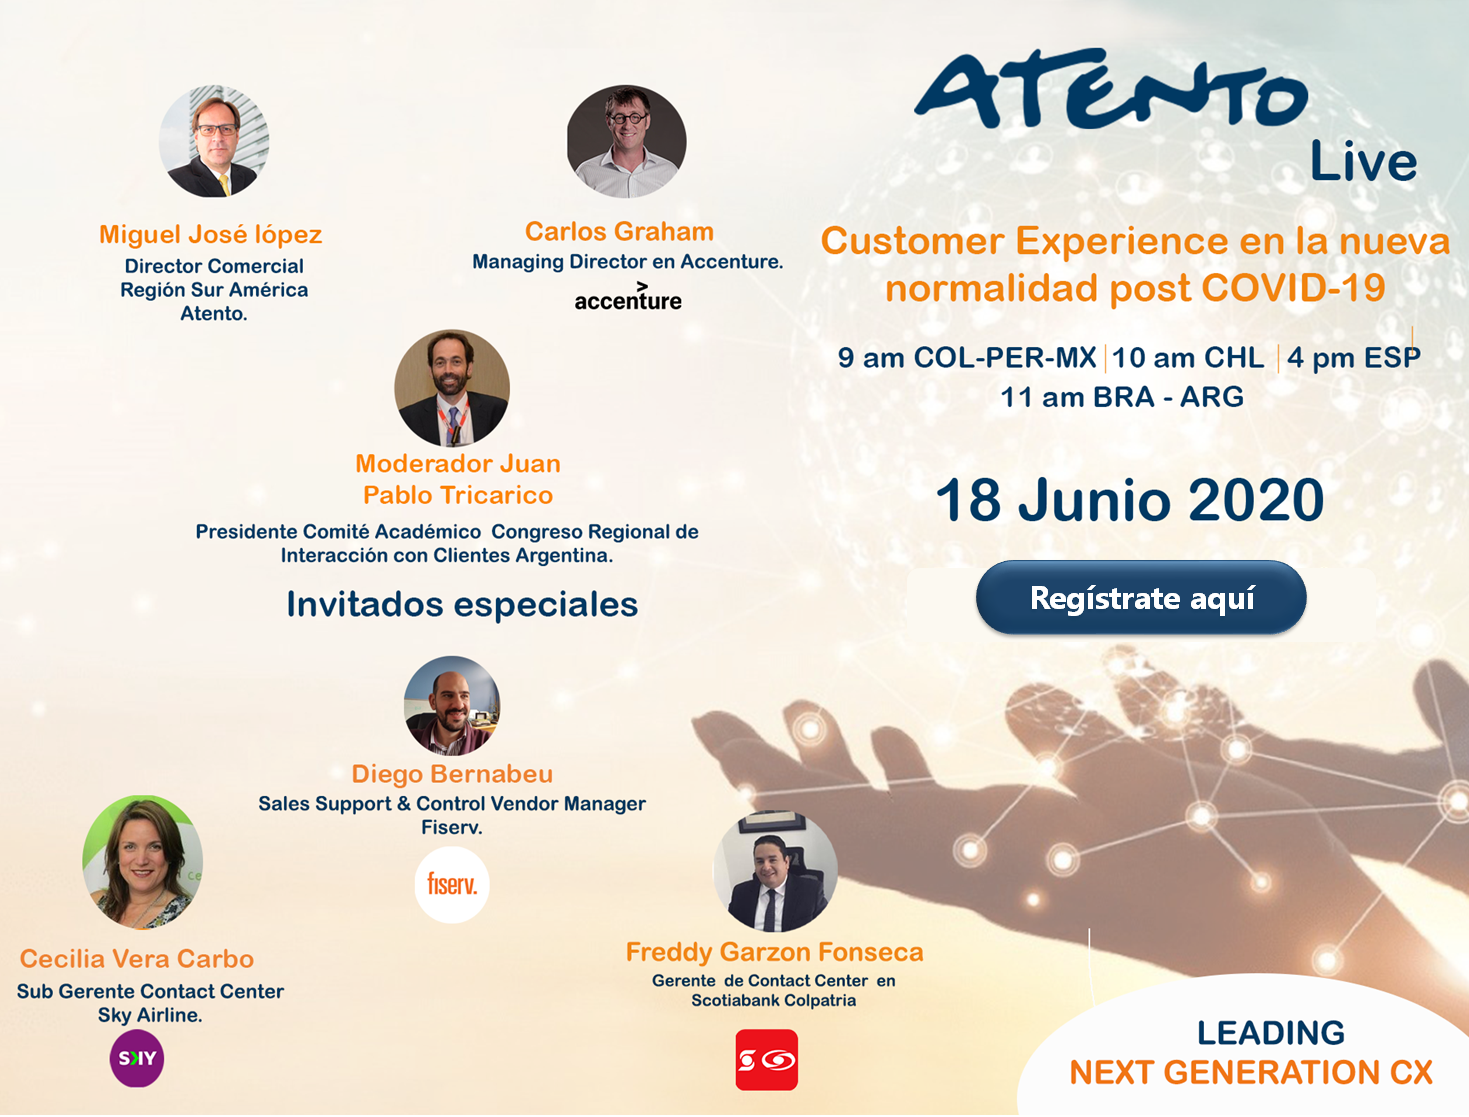 ATENTO
Live
Customer Experience en la nueva
normalidad post COVID-19
9 am COL-PER-MX | 10 am CHL | 4 pm ESP
11 am BRA - ARG
18 Junio 2020
Regístrate aquí
Miguel José lópez
Director Comercial
Región Sur América
Atento.
Carlos Graham
Managing Director en Accenture.
accenture
Moderador Juan
Pablo Tricarico
Presidente Comité Académico Congreso Regional de
Interacción con Clientes Argentina.
Invitados especiales
Diego Bernabeu
Sales Support & Control Vendor Manager
Fiserv.
fiserv.
Cecilia Vera Carbo
Sub Gerente Contact Center
Sky Airline.
SKY
Freddy Garzon Fonseca
Gerente de Contact Center en
Scotiabank Colpatria
LEADING
NEXT GENERATION CX